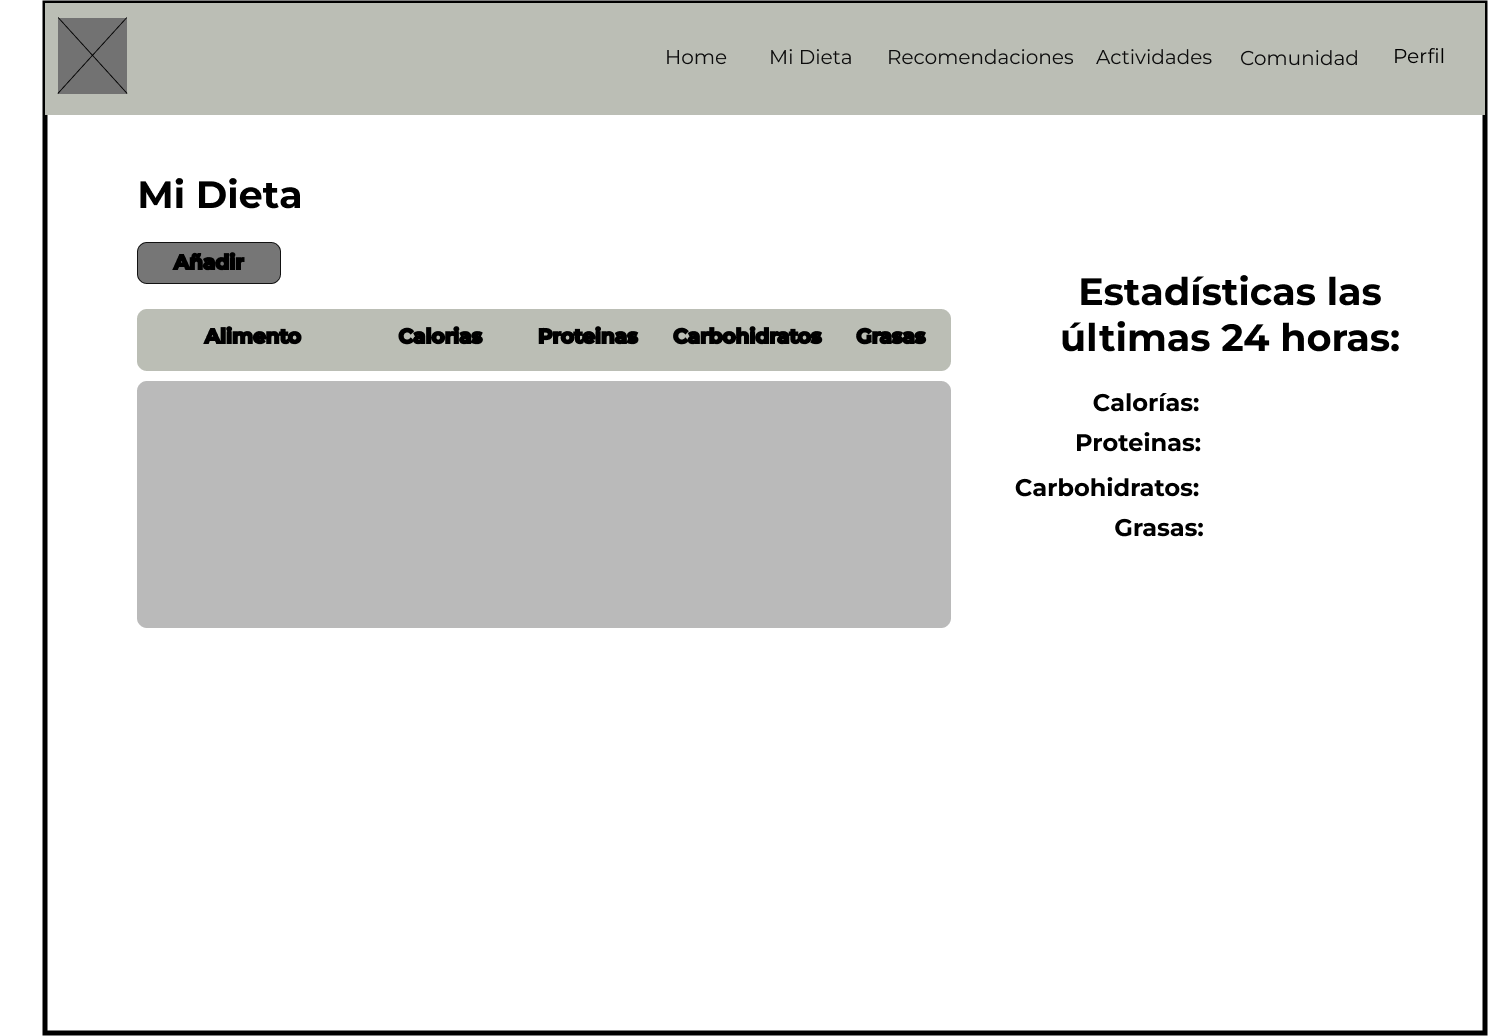 Home Mi Dieta Recomendaciones Actividades Comunidad Perfil
Mi Dieta
Añadir
Alimento Calorias Proteinas Carbohidratos Grasas
Estadísticas las
últimas 24 horas:
Calorías:
Proteinas:
Carbohidratos:
Grasas: